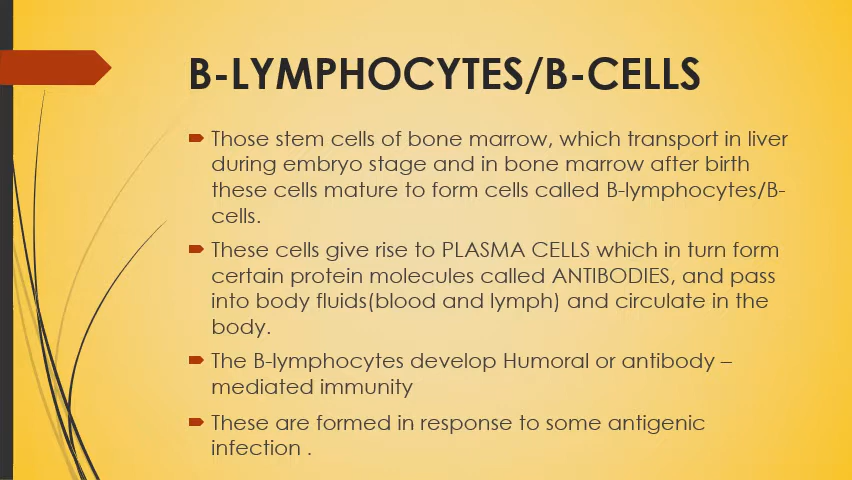 B-LYMPHOCYTES/B-CELLS
Those stem cells of bone marrow, which transport in liver
during embryo stage and in bone marrow after birth
these cells mature to form cells called B-lymphocytes/B-
cells.
These cells give rise to PLASMA CELLS which in turn form
certain protein molecules called ANTIBODIES, and pass
into body fluids(blood and lymph) and circulate in the
body.
The B-lymphocytes develop Humoral or antibody –
mediated immunity
These are formed in response to some antigenic
infection .